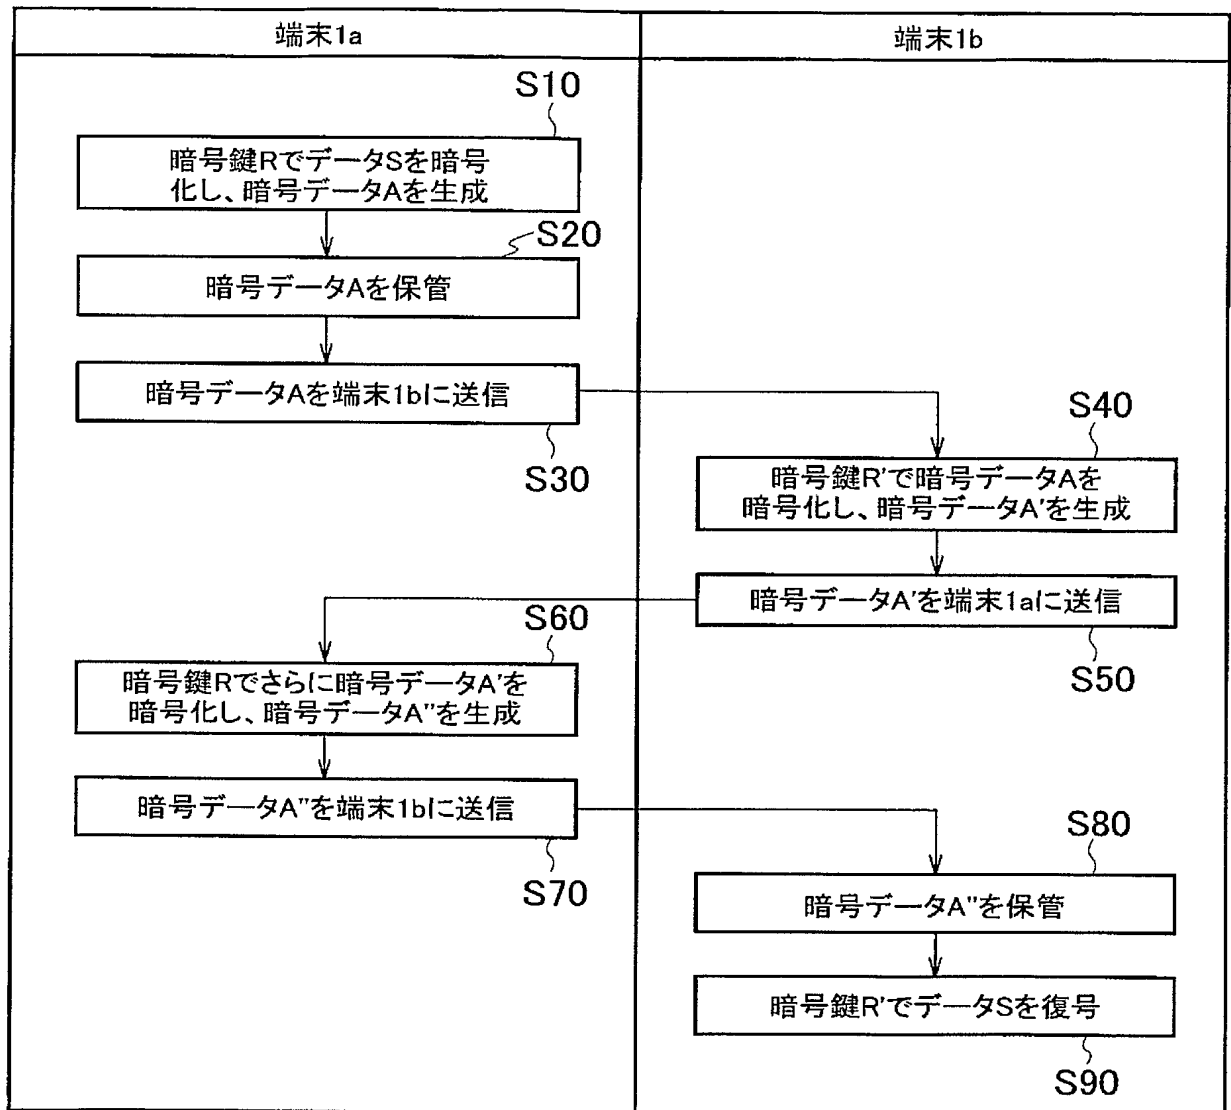 端末1a
端末1b
S10
暗号鍵RでデータSを暗号
化し、暗号データAを生成
S20
暗号データAを保管
暗号データAを端末1bに送信
S30
S40
暗号鍵R'で暗号データAを
暗号化し、暗号データA'を生成
暗号データA'を端末1aに送信
S50
S60
暗号鍵Rでさらに暗号データA'を
暗号化し、暗号データA''を生成
暗号データA''を端末1bに送信
S70
S80
暗号データA''を保管
暗号鍵R'でデータSを復号
S90